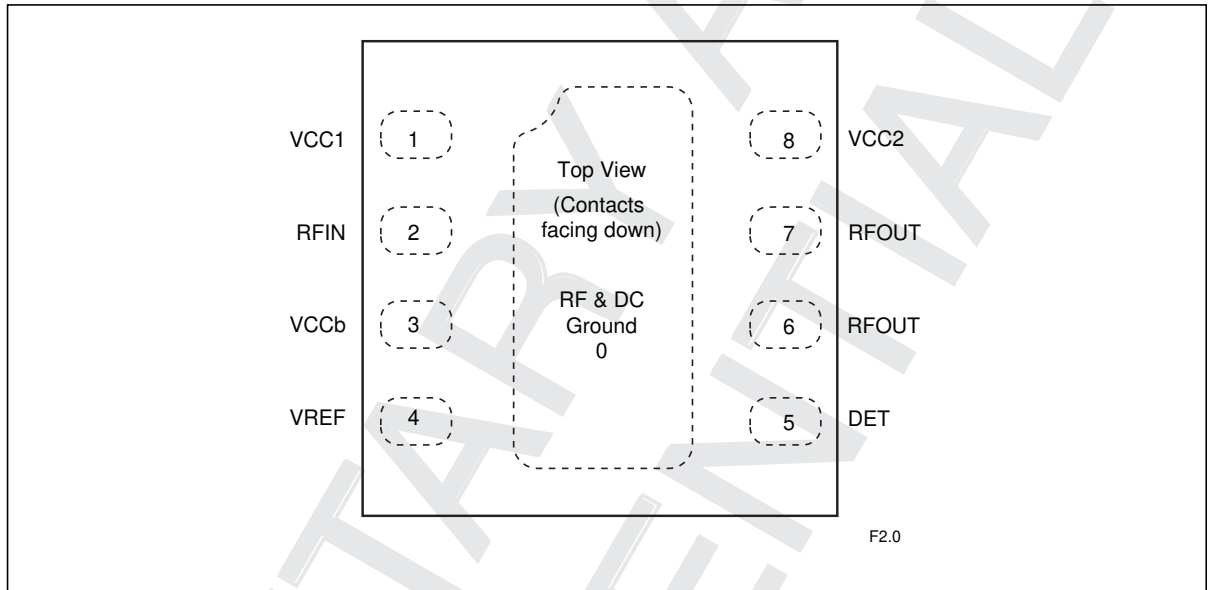 VCC1 1
RFIN 2
VCCb 3
VREF 4
Top View
(Contacts
facing down)
RF & DC
Ground
0
8 VCC2
7 RFOUT
6 RFOUT
5 DET
F2.0